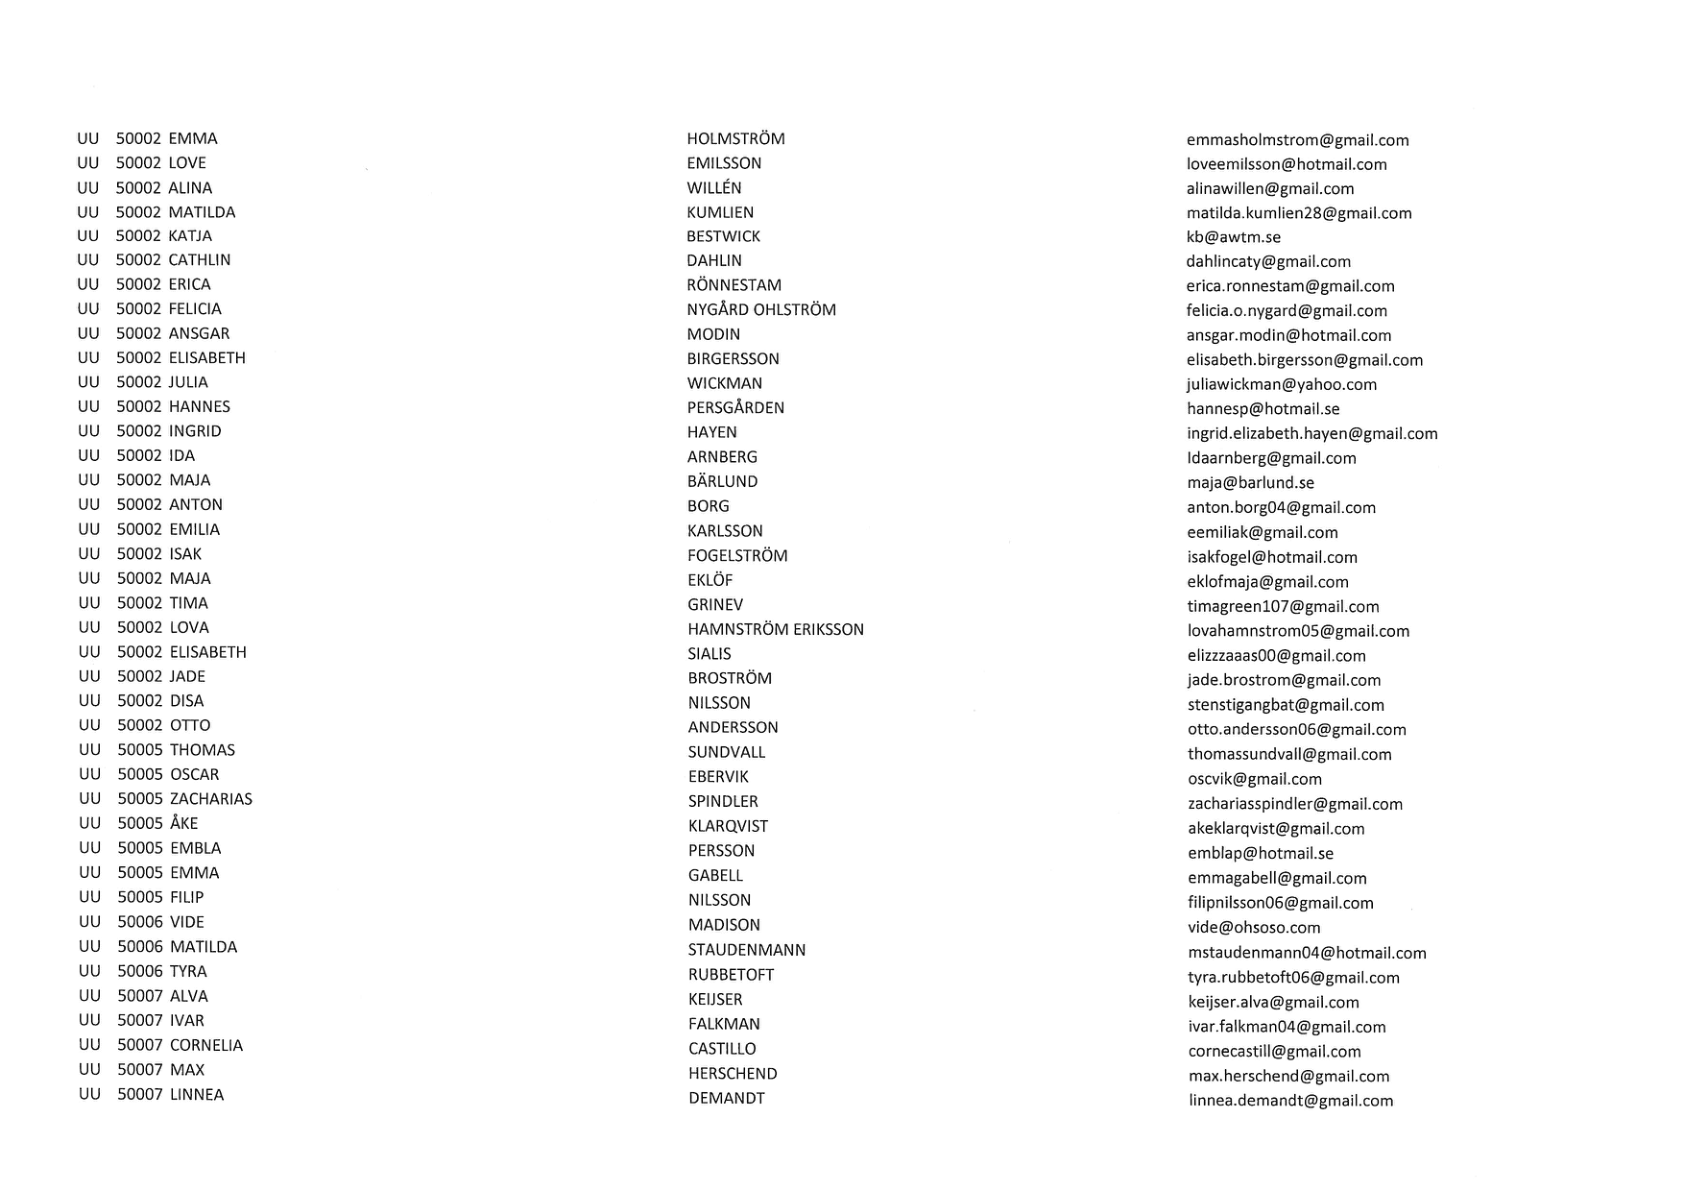 UU 50002 EMMA HOLMSTRÖM emmasholmstrom@gmail.com
UU 50002 LOVE EMILSSON loveemilsson@hotmail.com
UU 50002 ALINA WILLÉN alinawillen@gmail.com
UU 50002 MATILDA KUMLIEN matilda.kumlien28@gmail.com
UU 50002 KATJA BESTWICK kb@awtm.se
UU 50002 CATHLIN DAHLIN dahlincaty@gmail.com
UU 50002 ERICA RÖNNESTAM erica.ronnestam@gmail.com
UU 50002 FELICIA NYGÅRD OHLSTRÖM felicia.o.nygard@gmail.com
UU 50002 ANSGAR MODIN ansgar.modin@hotmail.com
UU 50002 ELISABETH BIRGERSSON elisabeth.birgersson@gmail.com
UU 50002 JULIA WICKMAN juliawickman@yahoo.com
UU 50002 HANNES PERSGÅRDEN hannesp@hotmail.se
UU 50002 INGRID HAYEN ingrid.elizabeth.hayen@gmail.com
UU 50002 IDA ARNBERG Idaarnberg@gmail.com
UU 50002 MAJA BÄRLUND maja@barlund.se
UU 50002 ANTON BORG anton.borg04@gmail.com
UU 50002 EMILIA KARLSSON eemiliak@gmail.com
UU 50002 ISAK FOGELSTRÖM isakfogel@hotmail.com
UU 50002 MAJA EKLÖF eklofmaja@gmail.com
UU 50002 TIMA GRINEV timagreen107@gmail.com
UU 50002 LOVA HAMNSTRÖM ERIKSSON lovahamnstrom05@gmail.com
UU 50002 ELISABETH SIALIS elizzzaaas00@gmail.com
UU 50002 JADE BROSTRÖM jade.brostrom@gmail.com
UU 50002 DISA NILSSON stenstigangbat@gmail.com
UU 50002 OTTO ANDERSSON otto.andersson06@gmail.com
UU 50005 THOMAS SUNDVALL thomassundvall@gmail.com
UU 50005 OSCAR EBERVIK oscvik@gmail.com
UU 50005 ZACHARIAS SPINDLER zachariasspindler@gmail.com
UU 50005 ÅKE KLARQVIST akeklarqvist@gmail.com
UU 50005 EMBLA PERSSON emblap@hotmail.se
UU 50005 EMMA GABELL emmagabell@gmail.com
UU 50005 FILIP NILSSON filipnilsson06@gmail.com
UU 50006 VIDE MADISON vide@ohsoso.com
UU 50006 MATILDA STAUDENMANN mstaudenmann04@hotmail.com
UU 50006 TYRA RUBBETOFT tyra.rubbetoft06@gmail.com
UU 50007 ALVA KEIJSER keijser.alva@gmail.com
UU 50007 IVAR FALKMAN ivar.falkman04@gmail.com
UU 50007 CORNELIA CASTILLO cornecastill@gmail.com
UU 50007 MAX HERSCHEND max.herschend@gmail.com
UU 50007 LINNEA DEMANDT linnea.demandt@gmail.com